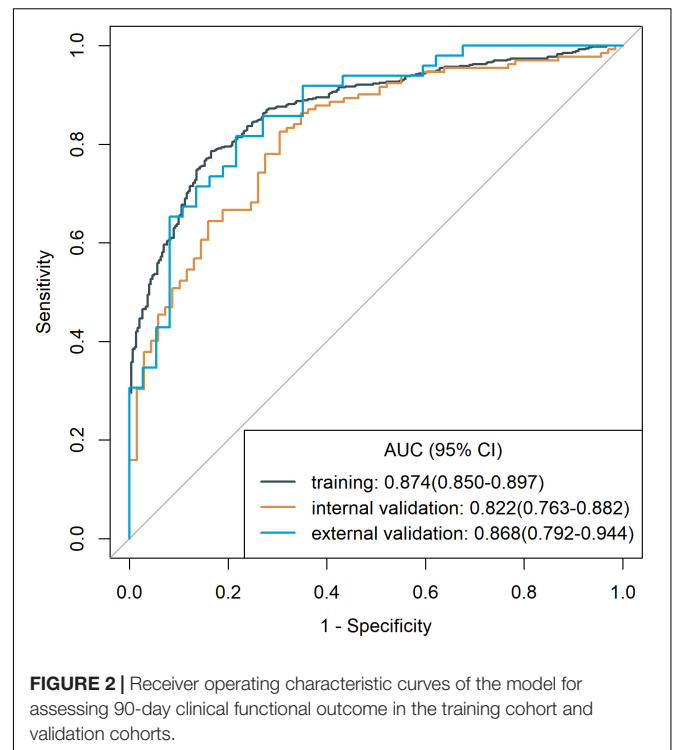 1.0
0.8
0.6
0.4
0.2
0.0
Sensitivity
AUC (95% CI)
training: 0.874(0.850-0.897)
internal validation: 0.822(0.763-0.882)
external validation: 0.868(0.792-0.944)
0.0 0.2 0.4 0.6 0.8 1.0
1 - Specificity
FIGURE 2 | Receiver operating characteristic curves of the model for
assessing 90-day clinical functional outcome in the training cohort and
validation cohorts.